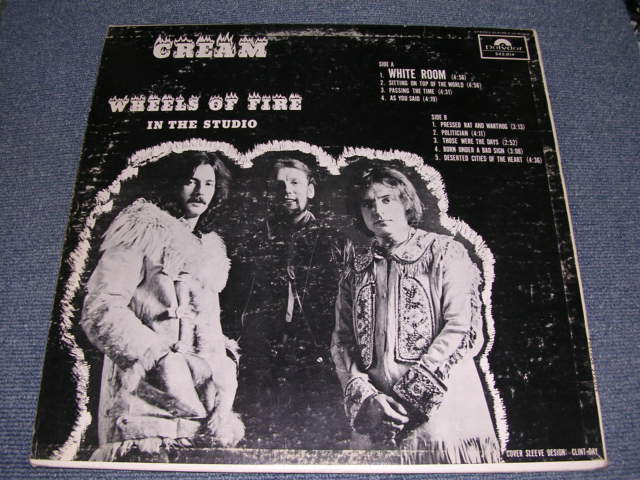 CREAM
WHEELS OF FIRE
IN THE STUDIO
Polydor
SIDE A
1. WHITE ROOM (4:56)
2. SITTING ON TOP OF THE WORLD (4:56)
3. PASSING THE TIME (4:31)
4. AS YOU SAID (4:19)
SIDE B
1. PRESSED RAT AND WARTHOG (3:13)
2. POLITICIAN (4:11)
3. THOSE WERE THE DAYS (2:52)
4. BORN UNDER A BAD SIGN (3:08)
5. DESERTED CITIES OF THE HEART (4:36)
COVER SLEEVE DESIGN: CLINT-DRY